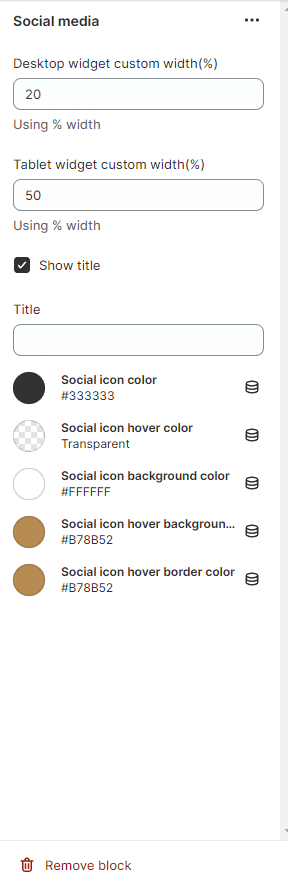 Social media
Desktop widget custom width(%)
20
Using % width
Tablet widget custom width(%)
50
Using % width
Show title
Title
Social icon color
#333333
Social icon hover color
Transparent
Social icon background color
#FFFFFF
Social icon hover backgroun...
#B78B52
Social icon hover border color
#B78B52
Remove block